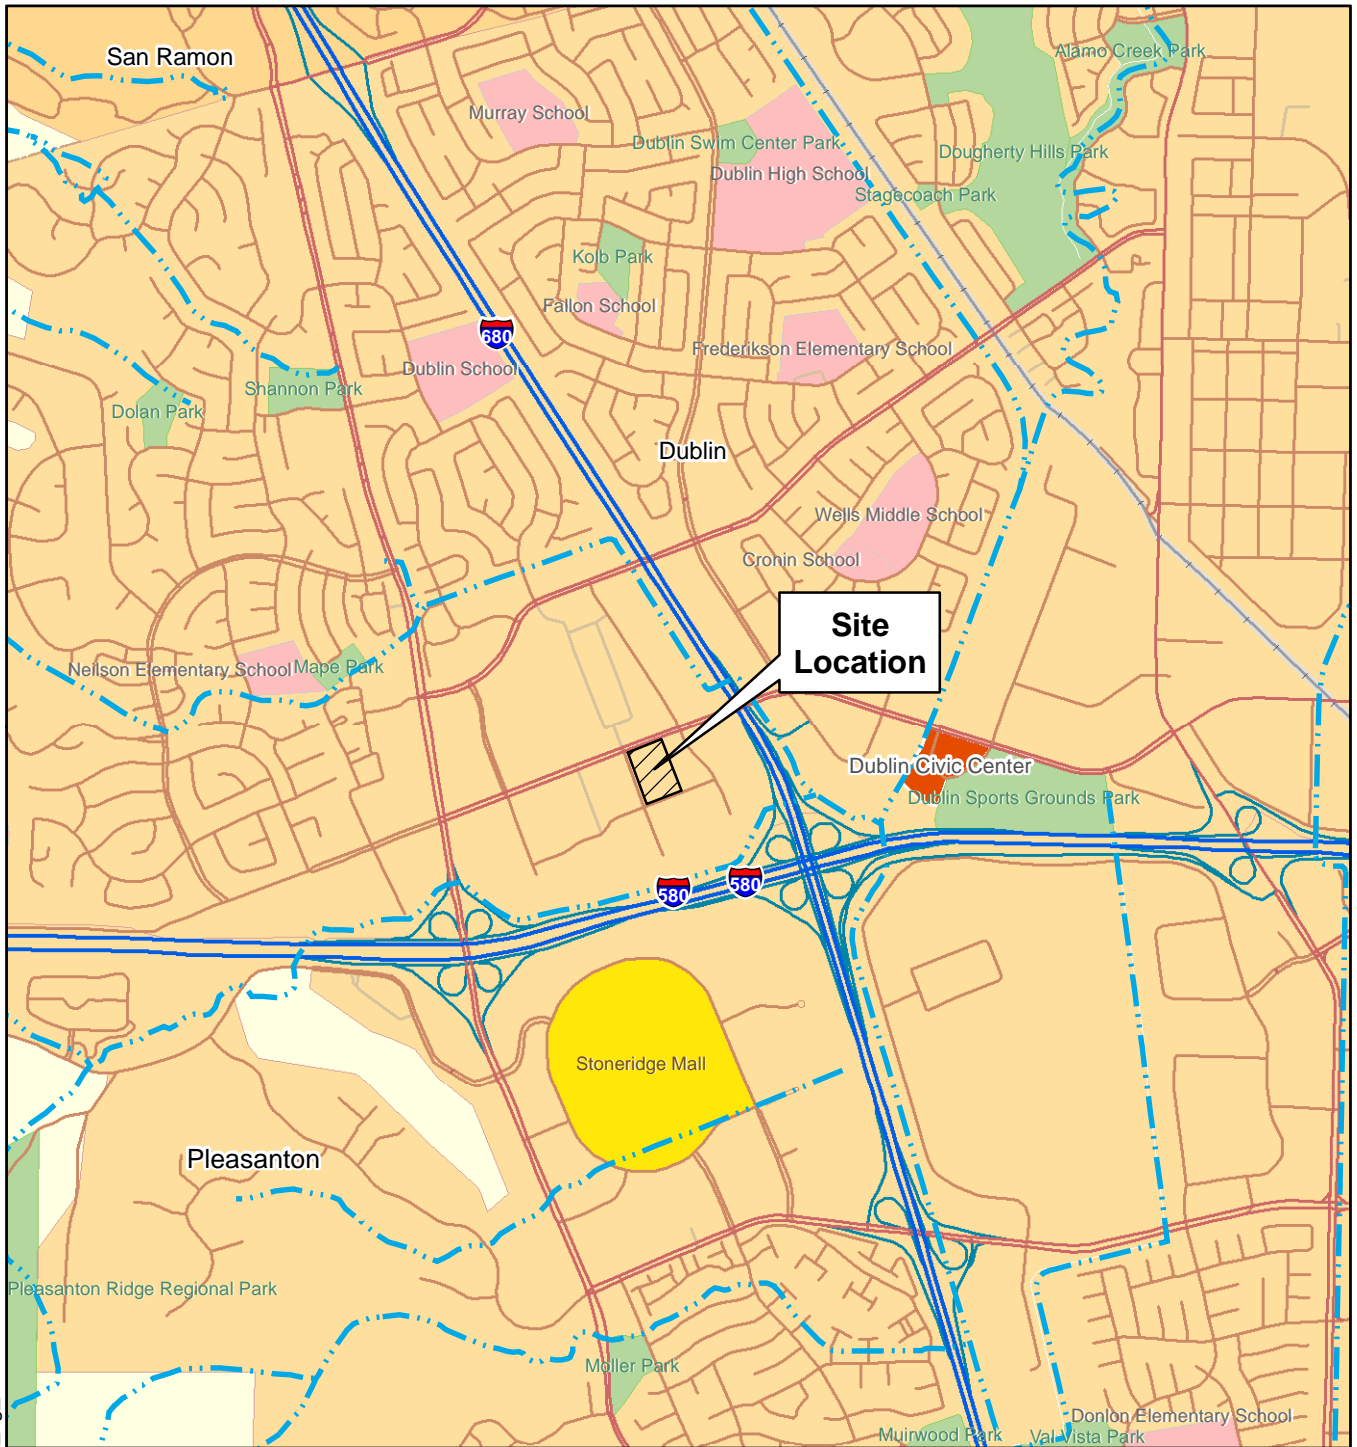 San Ramon
Alamo Creek Park
Murray School
Dublin Swim Center Park
Dougherty Hills Park
Dublin High School
Stagecoach Park
Kolb Park
Fallon School
680
Frederikson Elementary School
Dublin School
Shannon Park
Dolan Park
Dublin
Wells Middle School
Cronin School
Site
Location
Neilson Elementary School
Mape Park
Dublin Civic Center
Dublin Sports Grounds Park
580
580
Stoneridge Mall
Pleasanton
Pleasanton Ridge Regional Park
Moller Park
Donlon Elementary School
Muirwood Park
Val Vista Park